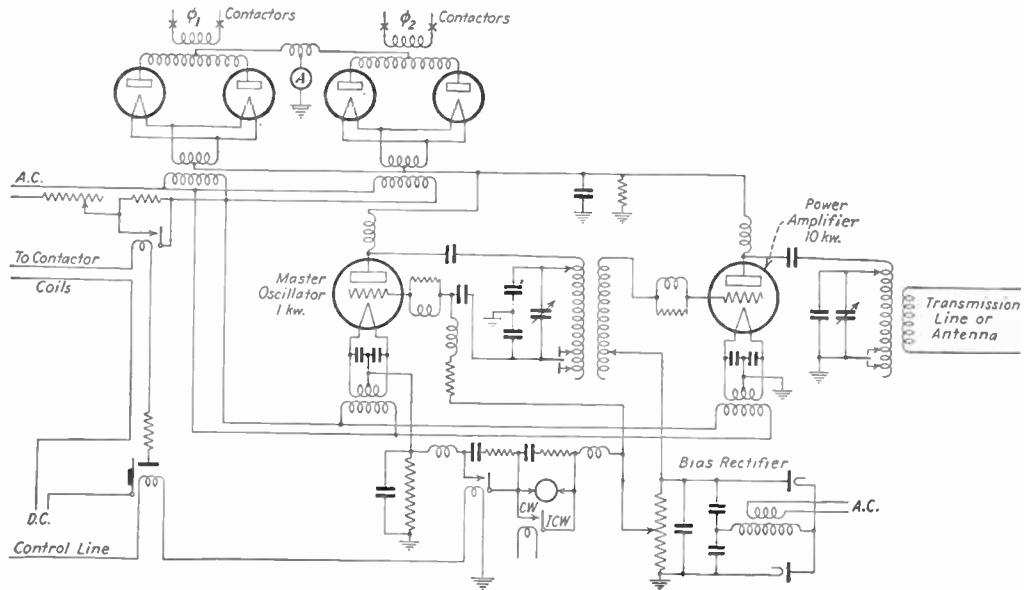 ϕ1 Contactors
ϕ2 Contactors
A
A.C.
To Contactor
Coils
Master
Oscillator
1 kw.
Power
Amplifier
10 kw.
Transmission
Line or
Antenna
CW
ICW
Bias Rectifier
A.C.
D.C.
Control Line